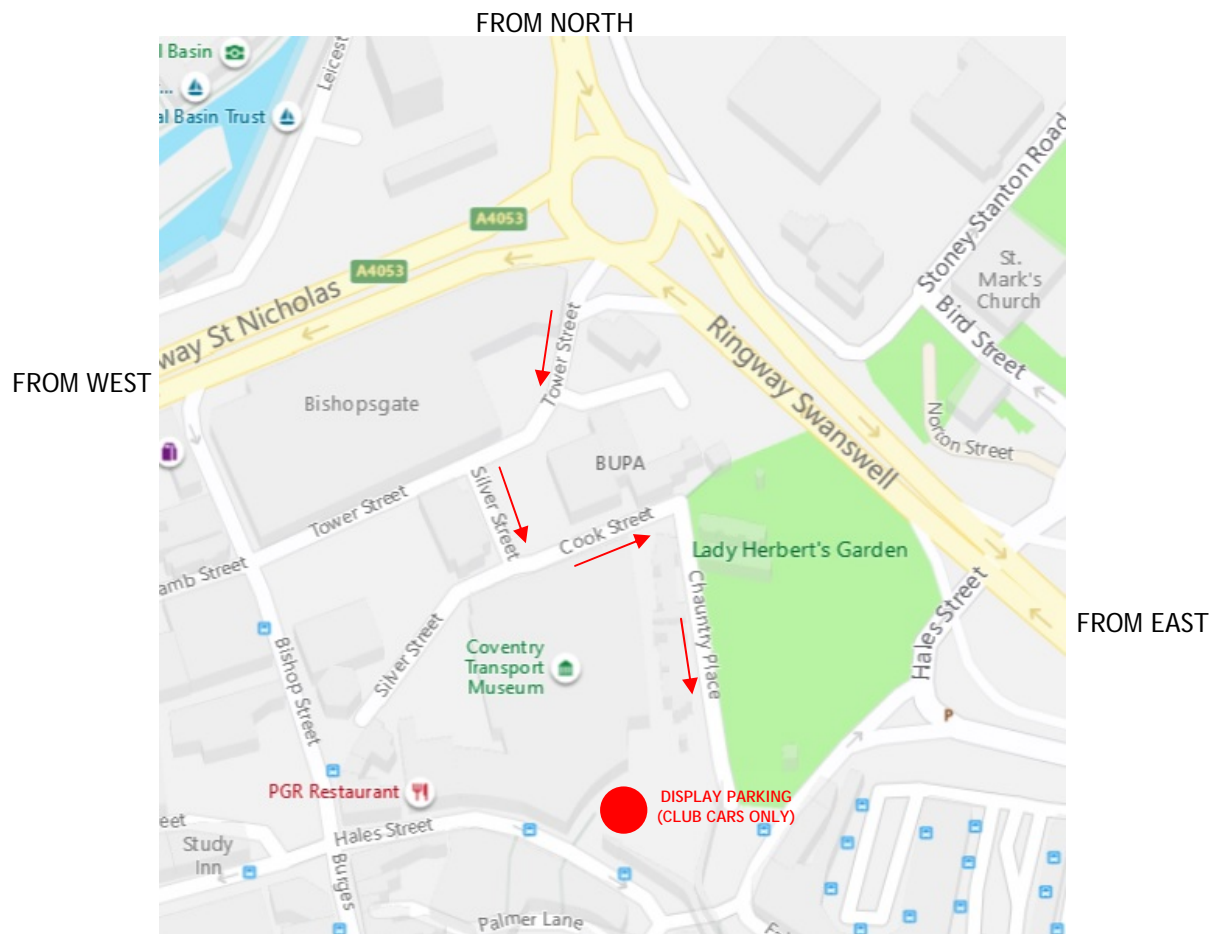 FROM NORTH
l Basin
Leicest
...
al Basin Trust
A4053
A4053
way St Nicholas
Stoney Stanton Road
St.
Mark's
Church
Bird Street
Norton Street
Ringway Swanswell
Tower Street
FROM WEST
Bishopsgate
BUPA
Silver Street
Tower Street
Cook Street
Lady Herbert's Garden
amb Street
Chauntry Place
Hales Street
FROM EAST
Bishop Street
Silver Street
Coventry
Transport
Museum
P
PGR Restaurant
DISPLAY PARKING
(CLUB CARS ONLY)
eet
Hales Street
Study
Inn
Burges
Palmer Lane